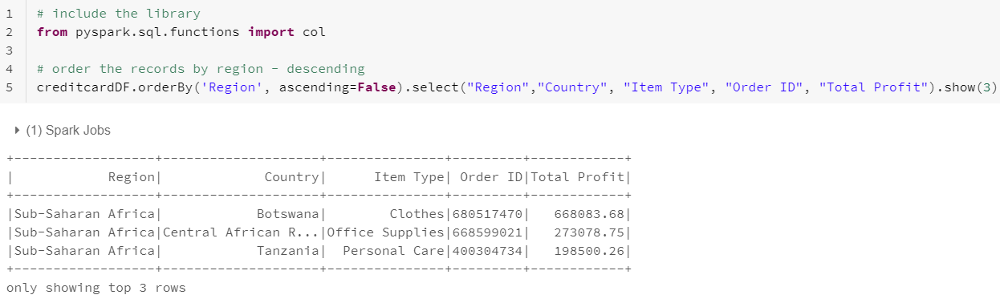 1 # include the library
2 from pyspark.sql.functions import col
3
4 # order the records by region - descending
5 creditcardDF.orderBy('Region', ascending=False).select("Region","Country", "Item Type", "Order ID", "Total Profit").show(3)
(1) Spark Jobs
+------------------+--------------------+---------------+---------+------------+
|            Region|             Country|      Item Type| Order ID|Total Profit|
+------------------+--------------------+---------------+---------+------------+
|Sub-Saharan Africa|            Botswana|        Clothes|680517470|   668083.68|
|Sub-Saharan Africa|Central African R...|Office Supplies|668599021|   273078.75|
|Sub-Saharan Africa|            Tanzania|  Personal Care|400304734|   198500.26|
+------------------+--------------------+---------------+---------+------------+
only showing top 3 rows